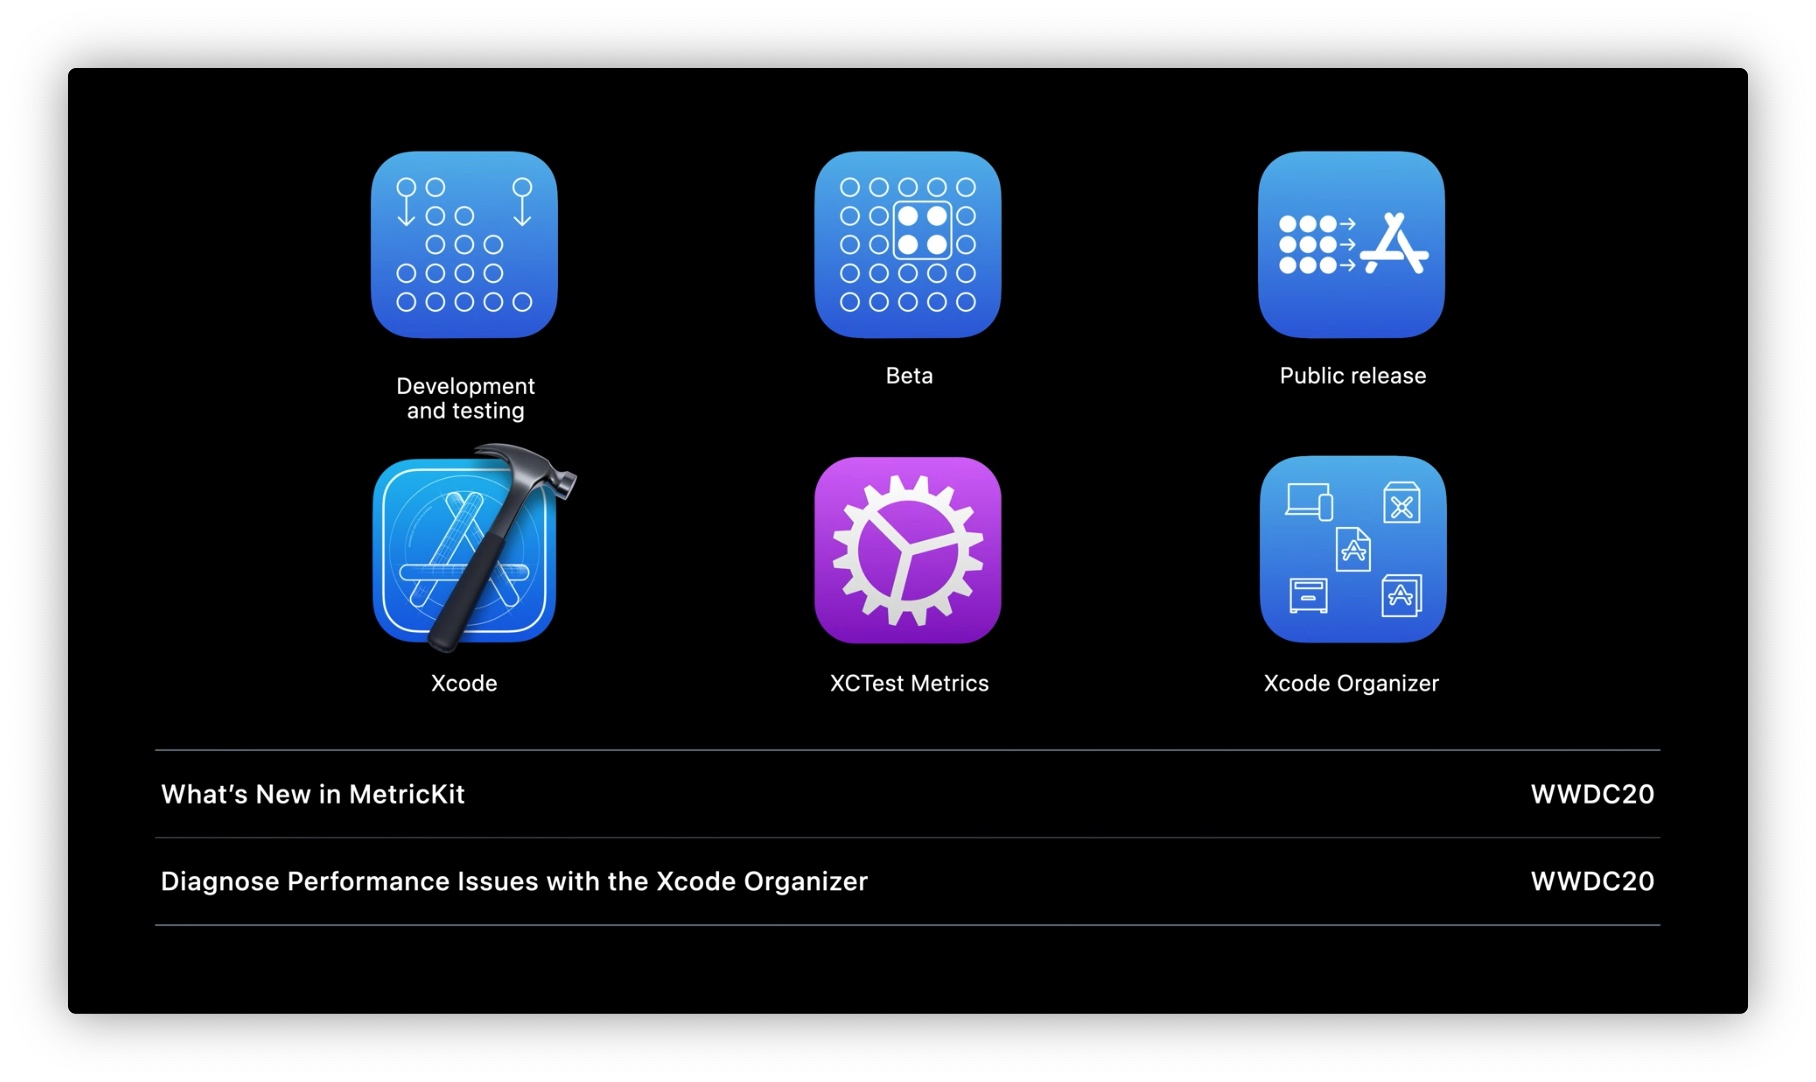 Development
and testing
Beta
Public release
Xcode
XCTest Metrics
Xcode Organizer
What’s New in MetricKit
WWDC20
Diagnose Performance Issues with the Xcode Organizer
WWDC20